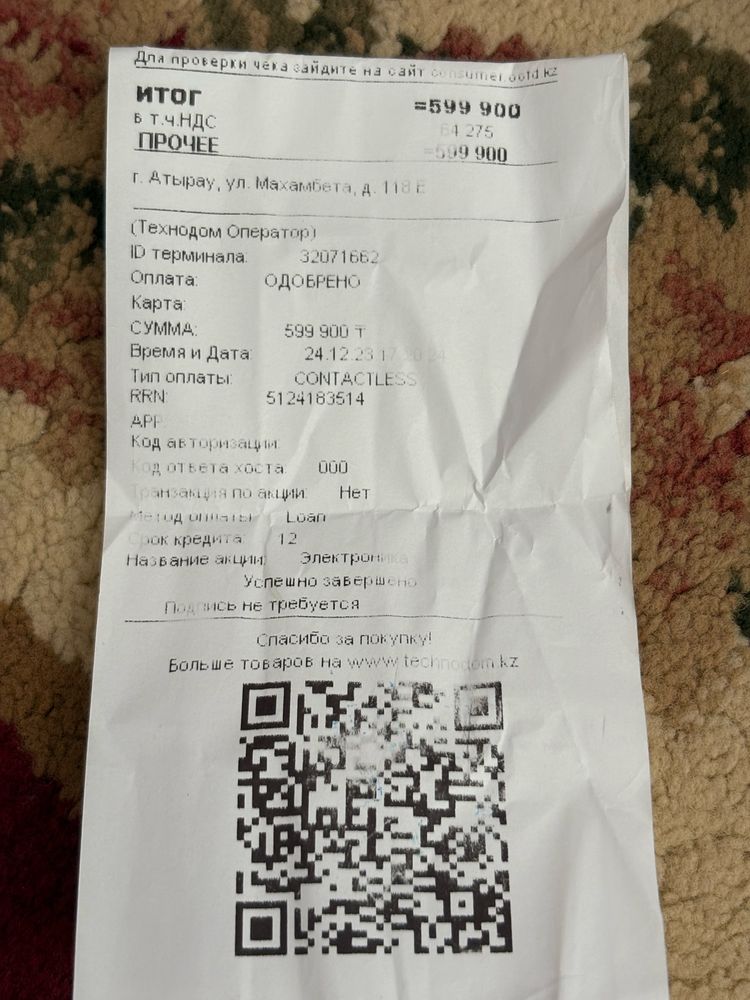 Для проверки чека зайдите на сайт consumer.oofd.kz
ИТОГ =599 900
в т.ч.НДС 64 275
ПРОЧЕЕ =599 900
г. Атырау, ул. Махамбета, д. 118 Е
(Технодом Оператор)
ID терминала: 32071662
Оплата: ОДОБРЕНО
Карта:
СУММА: 599 900 ₸
Время и Дата: 24.12.23
Тип оплаты: CONTACTLESS
RRN: 5124183514
APP:
Код авторизации:
Код ответа хоста: 000
Транзакция по акции: Нет
Метод оплаты: Loan
Срок кредита: 12
Название акции: Электроника
Успешно завершено
Подпись не требуется
Спасибо за покупку!
Больше товаров на www.technodom.kz